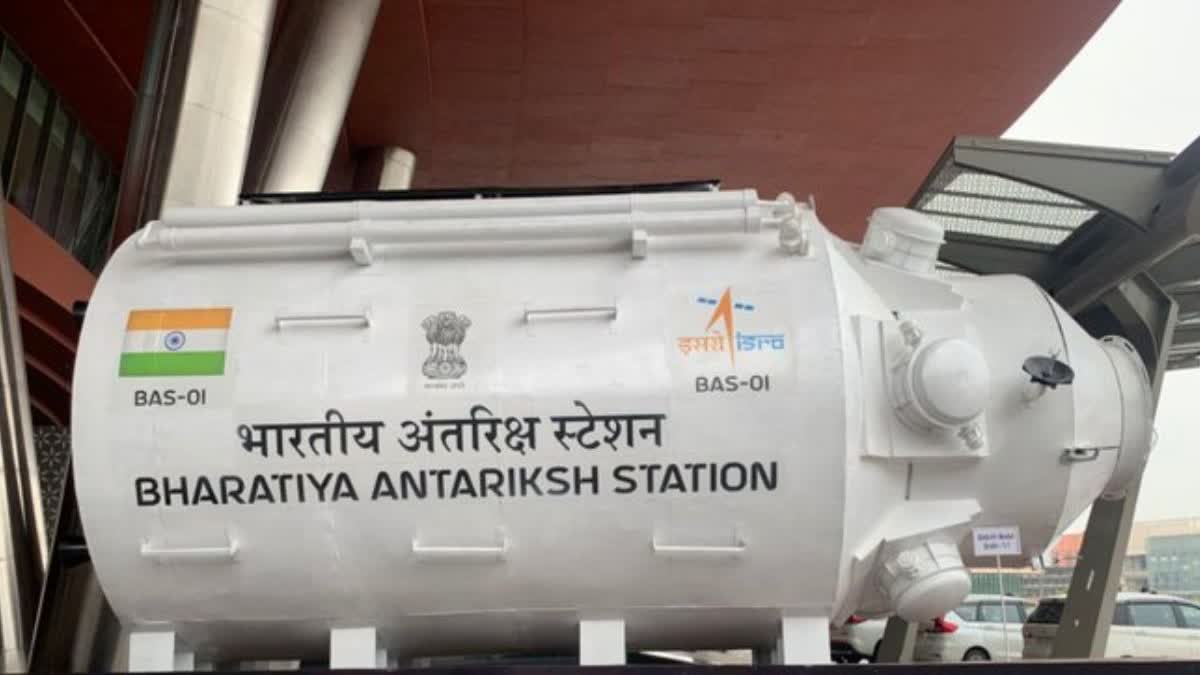 BAS-01
इसरो isro
BAS-01
भारतीय अंतरिक्ष स्टेशन
BHARATIYA ANTARIKSH STATION